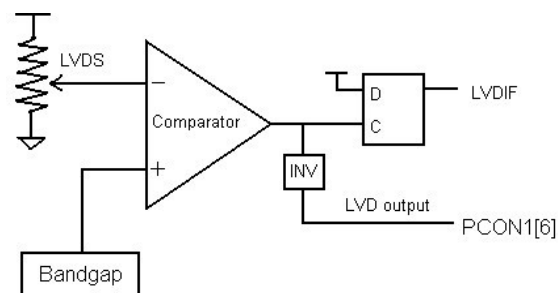 LVDS
−
Comparator
+
Bandgap
D
C
LVDIF
INV
LVD output
PCON1[6]